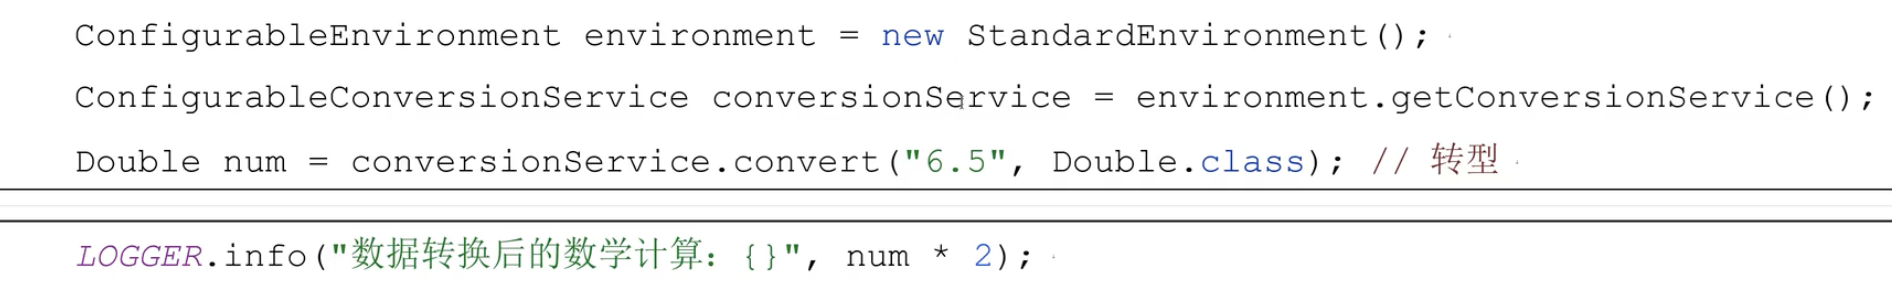 ConfigurableEnvironment environment = new StandardEnvironment();
ConfigurableConversionService conversionService = environment.getConversionService();
Double num = conversionService.convert("6.5", Double.class); // 转型
LOGGER.info("数据转换后的数学计算：{}", num * 2);